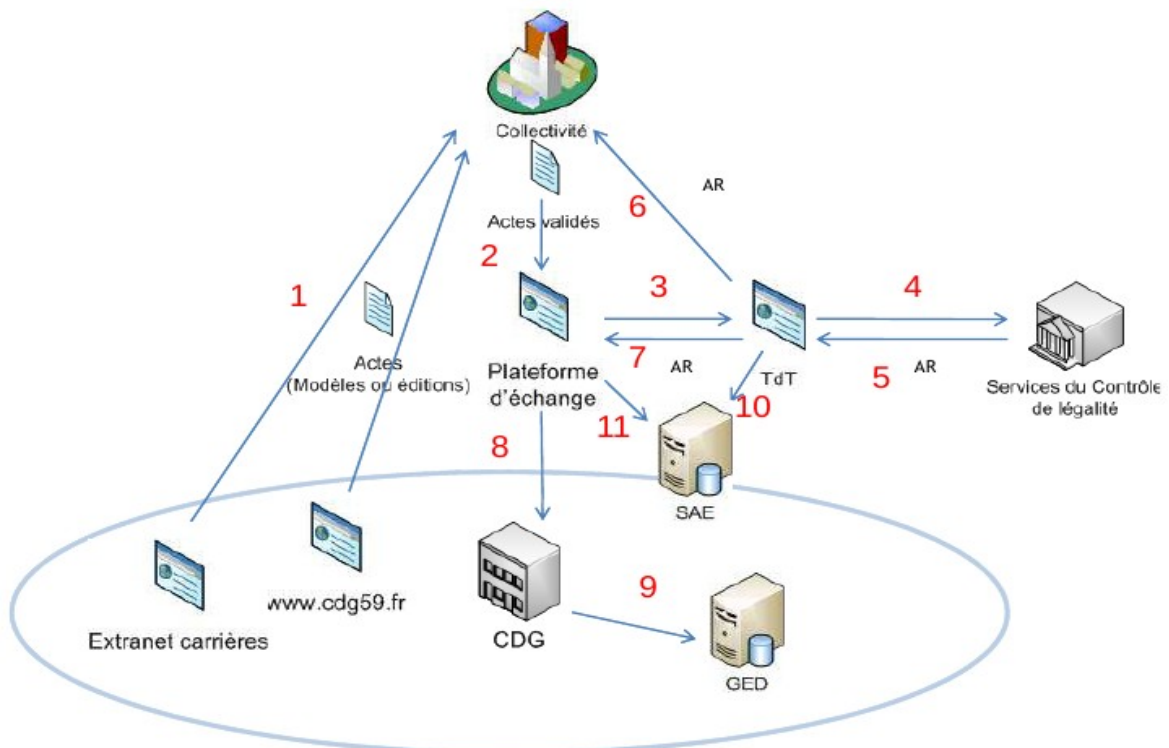 Collectivité
AR
6
Actes validés
2
1
3
4
Actes
(Modèles ou éditions)
7
AR
5
AR
Plateforme
d'échange
TdT
Services du Contrôle
de légalité
10
11
8
SAE
www.cdg59.fr
9
Extranet carrières
CDG
GED